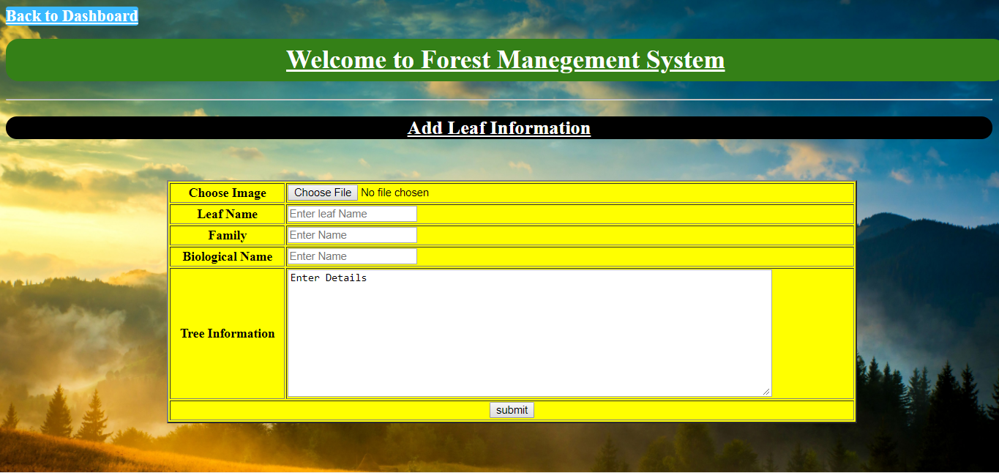 Back to Dashboard
Welcome to Forest Manegement System
Add Leaf Information
Choose Image Choose File No file chosen
Leaf Name Enter leaf Name
Family Enter Name
Biological Name Enter Name
Tree Information Enter Details
submit